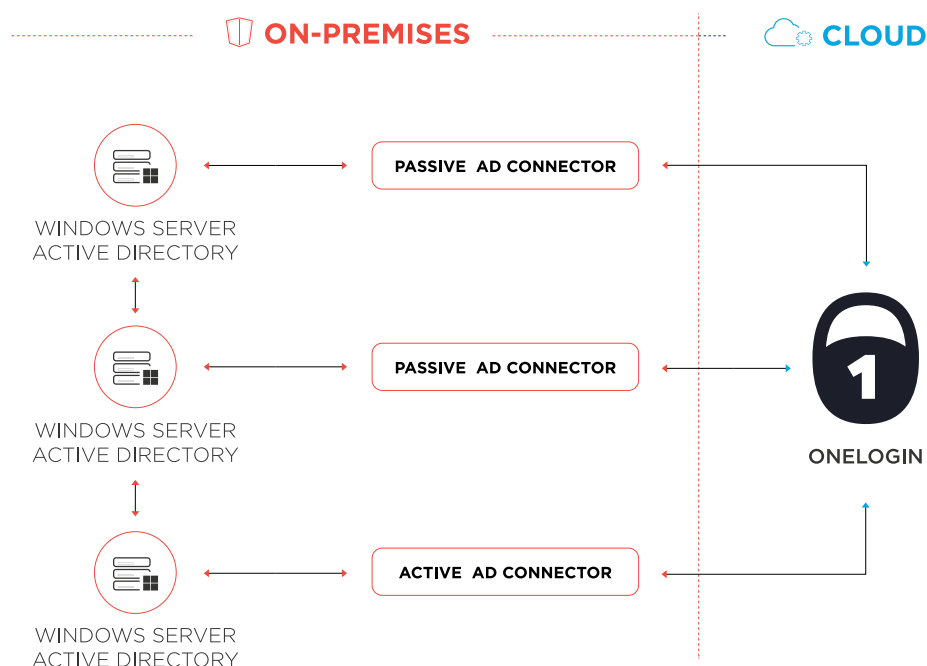 ON-PREMISES
CLOUD
PASSIVE AD CONNECTOR
WINDOWS SERVER
ACTIVE DIRECTORY
PASSIVE AD CONNECTOR
WINDOWS SERVER
ACTIVE DIRECTORY
1
ONELOGIN
ACTIVE AD CONNECTOR
WINDOWS SERVER
ACTIVE DIRECTORY